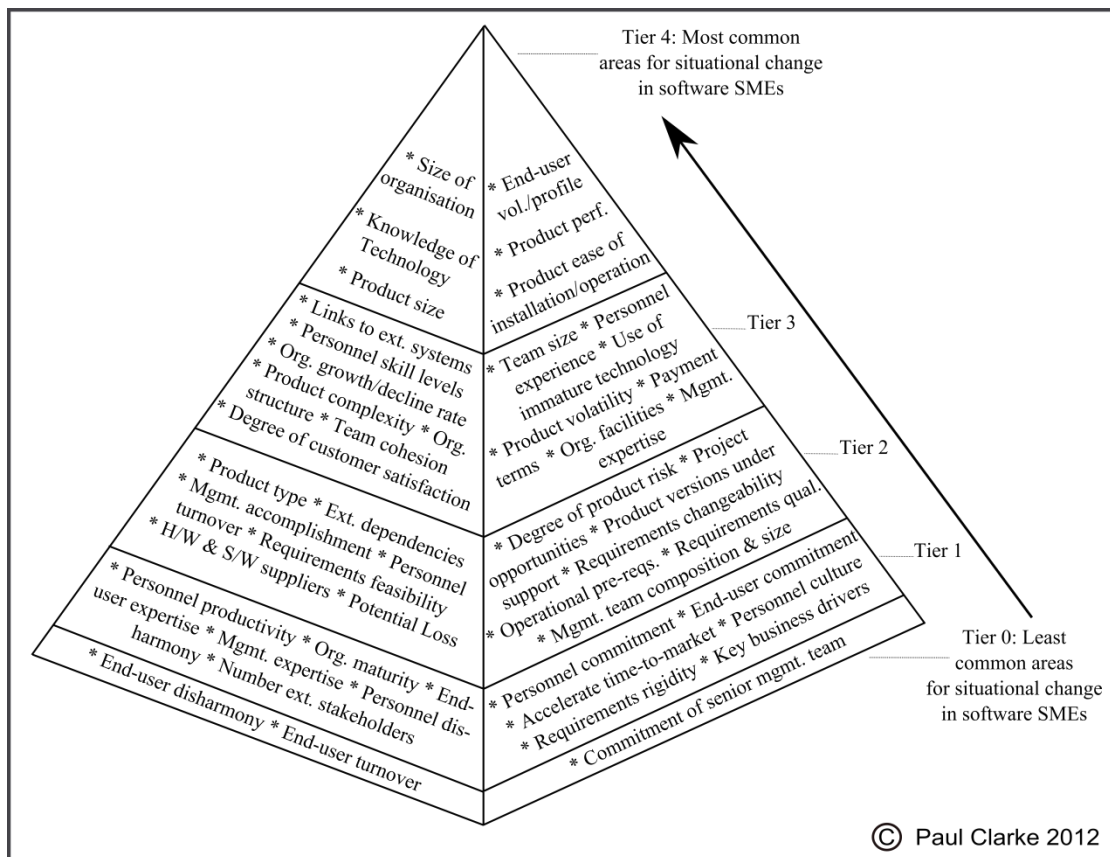 Tier 4: Most common
areas for situational change
in software SMEs
* Size of
organisation
* Knowledge of
Technology
* Product size
* End-user
vol./profile
* Product perf.
* Product ease of
installation/operation
Tier 3
* Links to ext. systems
* Personnel skill levels
* Org. growth/decline rate
* Product complexity * Org.
structure * Team cohesion
* Degree of customer satisfaction
* Team size * Personnel
experience * Use of
immature technology
* Product volatility * Payment
terms * Org. facilities * Mgmt.
expertise
Tier 2
* Product type * Ext. dependencies
* Mgmt. accomplishment * Personnel
turnover * Requirements feasibility
* H/W & S/W suppliers * Potential Loss
* Degree of product risk * Project
opportunities * Product versions under
support * Requirements changeability
* Operational pre-reqs. * Requirements qual.
* Mgmt. team composition & size
Tier 1
* Personnel productivity * Org. maturity * End-
user expertise * Mgmt. expertise * Personnel dis-
harmony * Number ext. stakeholders
* Personnel commitment * End-user commitment
* Accelerate time-to-market * Personnel culture
* Requirements rigidity * Key business drivers
Tier 0: Least
common areas
for situational change
in software SMEs
* End-user disharmony * End-user turnover
* Commitment of senior mgmt. team
© Paul Clarke 2012